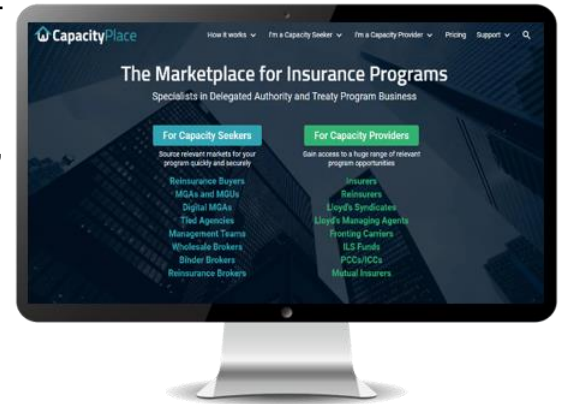 CapacityPlace
How it works I'm a Capacity Seeker I'm a Capacity Provider Pricing Support
The Marketplace for Insurance Programs
Specialists in Delegated Authority and Treaty Program Business
For Capacity Seekers
Source relevant markets for your
program quickly and securely
Reinsurance Buyers
MGAs and MGUs
Digital MGAs
Tied Agencies
Management Teams
Wholesale Brokers
Binder Brokers
Reinsurance Brokers
For Capacity Providers
Gain access to a huge range of relevant
program opportunities
Insurers
Reinsurers
Lloyd's Syndicates
Lloyd's Managing Agents
Fronting Carriers
ILS Funds
PCCs/ICCs
Mutual Insurers